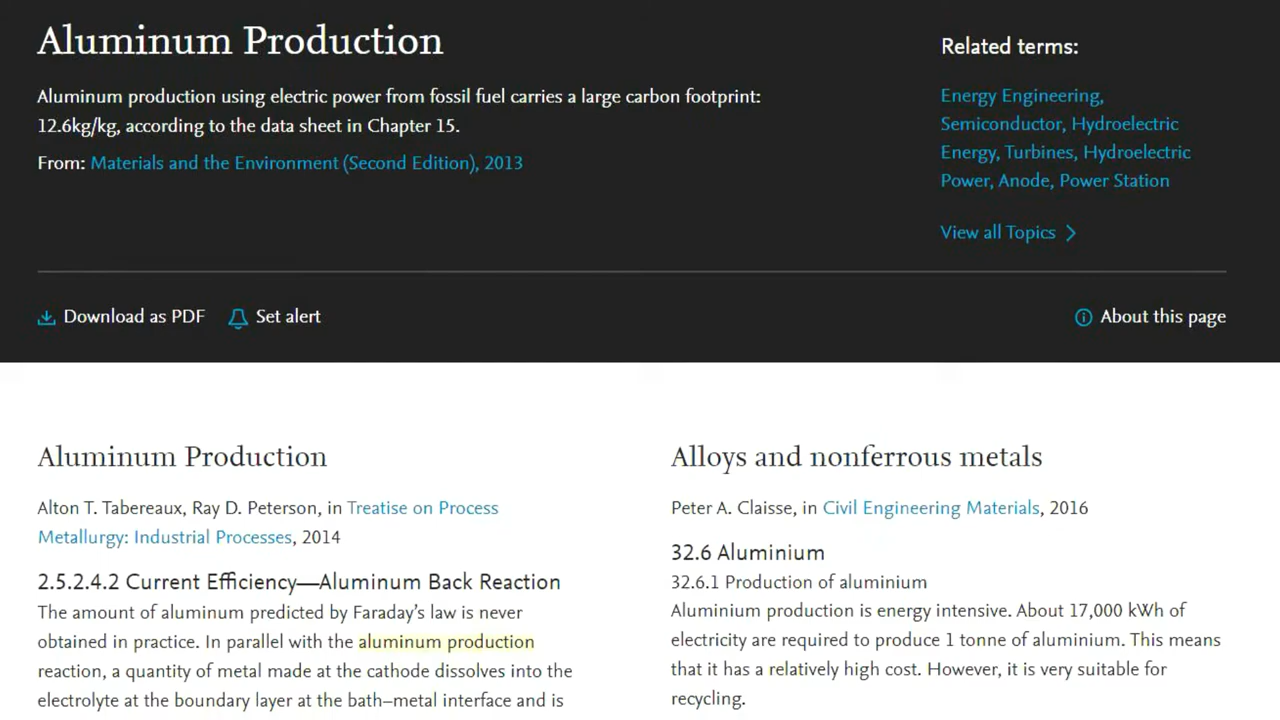 Aluminum Production
Aluminum production using electric power from fossil fuel carries a large carbon footprint:
12.6kg/kg, according to the data sheet in Chapter 15.
From: Materials and the Environment (Second Edition), 2013
Related terms:
Energy Engineering,
Semiconductor, Hydroelectric
Energy, Turbines, Hydroelectric
Power, Anode, Power Station
View all Topics
Download as PDF
Set alert
About this page
Aluminum Production
Alton T. Tabereaux, Ray D. Peterson, in Treatise on Process
Metallurgy: Industrial Processes, 2014
2.5.2.4.2 Current Efficiency—Aluminum Back Reaction
The amount of aluminum predicted by Faraday’s law is never
obtained in practice. In parallel with the aluminum production
reaction, a quantity of metal made at the cathode dissolves into the
electrolyte at the boundary layer at the bath–metal interface and is
Alloys and nonferrous metals
Peter A. Claisse, in Civil Engineering Materials, 2016
32.6 Aluminium
32.6.1 Production of aluminium
Aluminium production is energy intensive. About 17,000 kWh of
electricity are required to produce 1 tonne of aluminium. This means
that it has a relatively high cost. However, it is very suitable for
recycling.